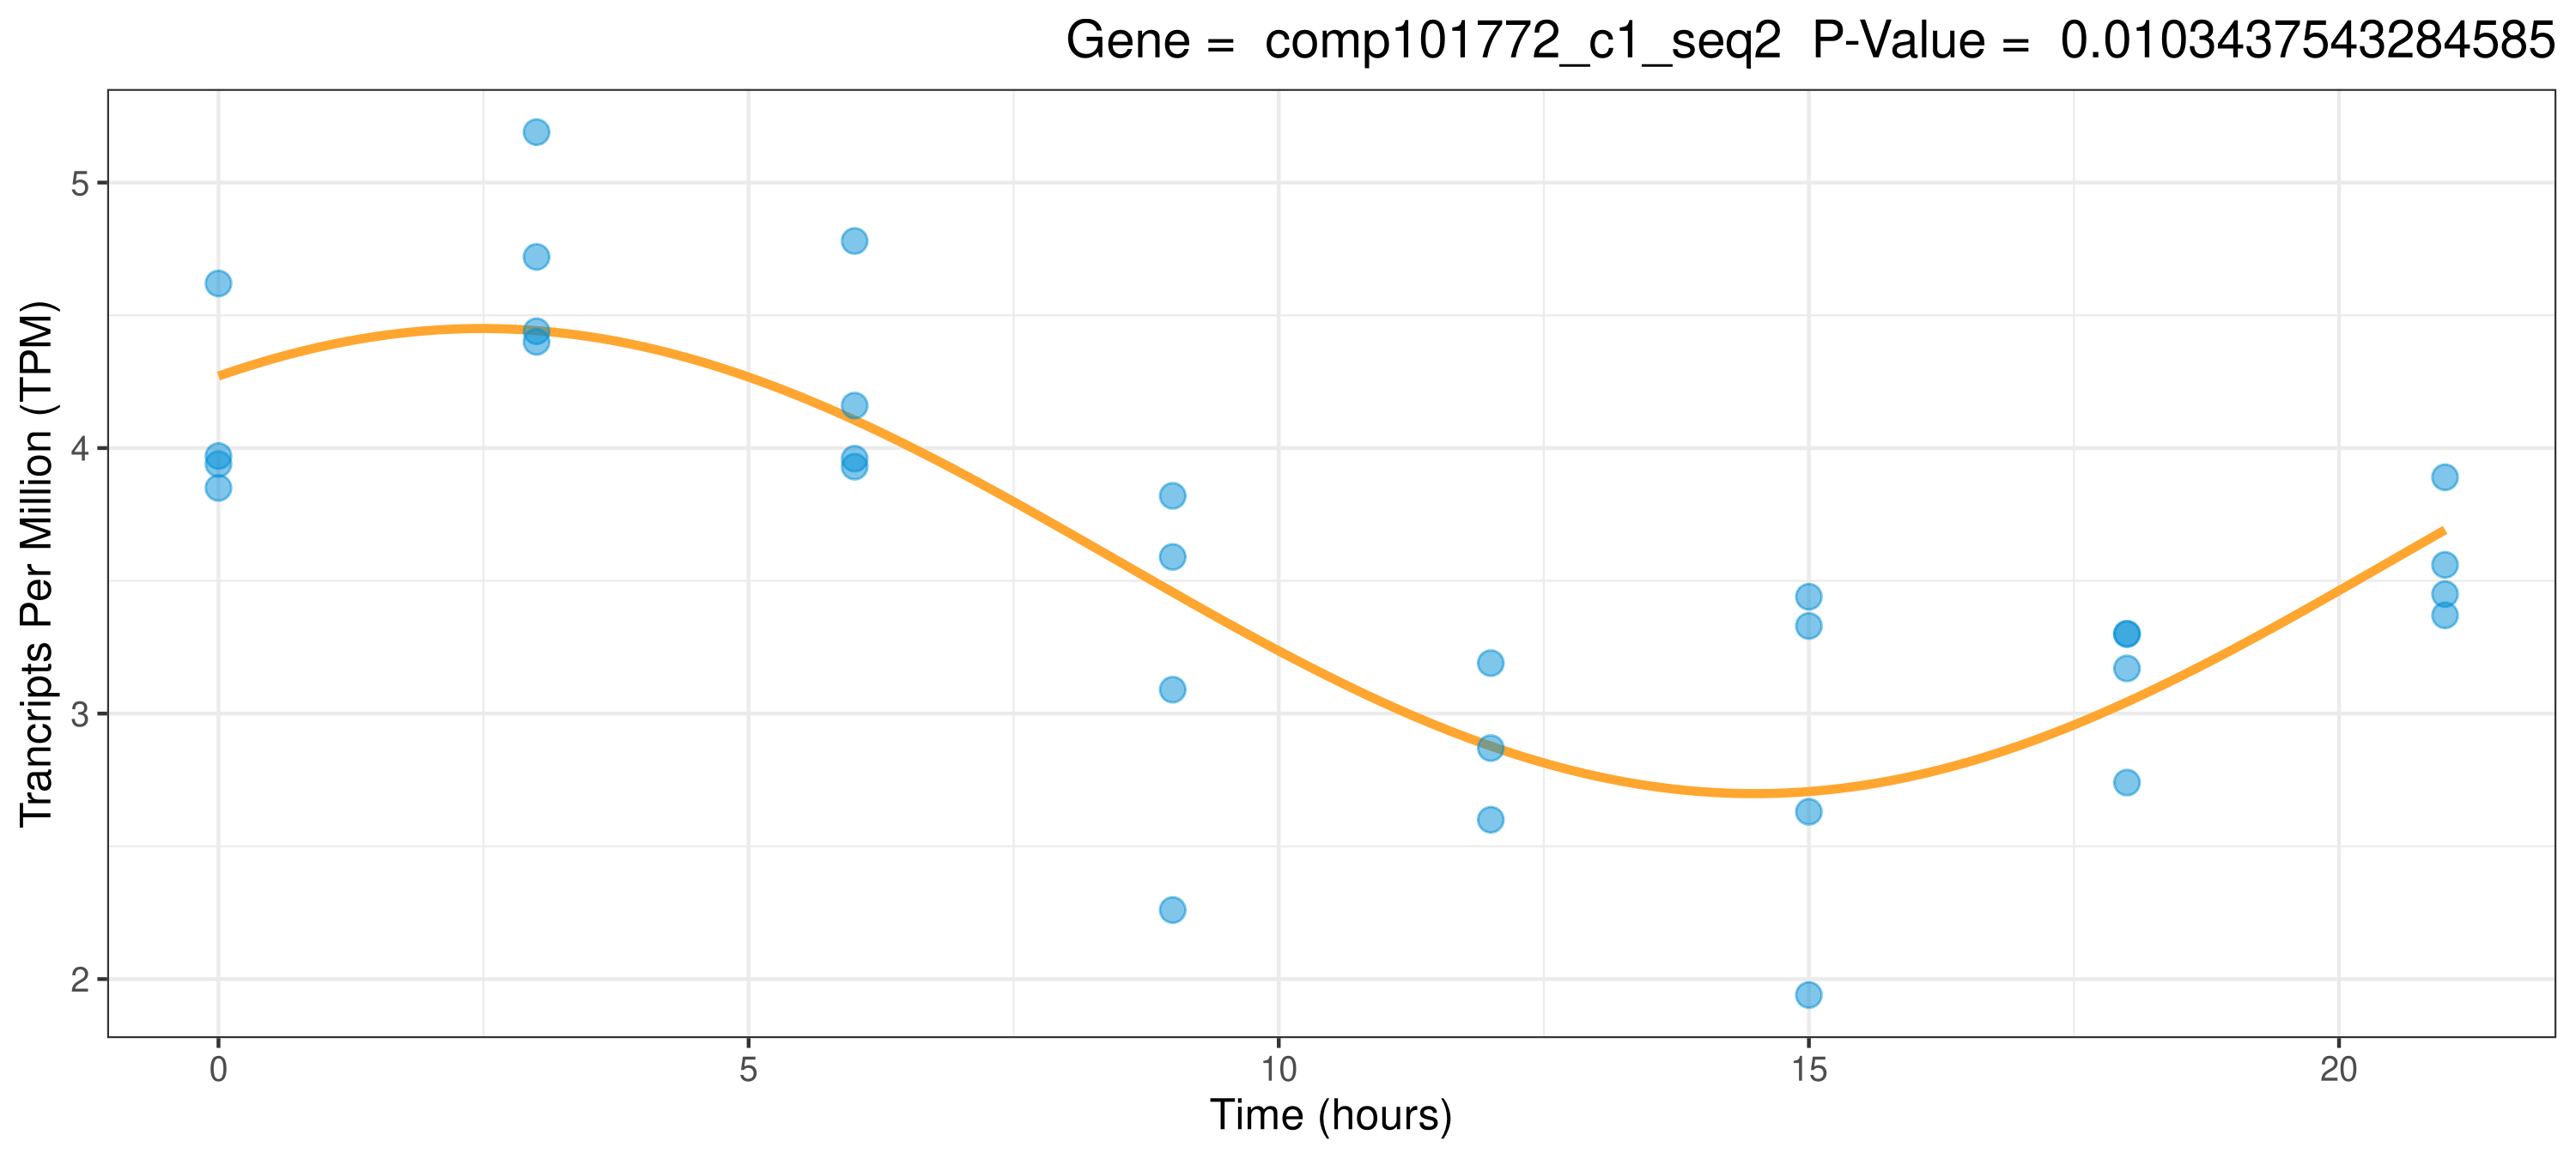 Gene =  comp101772_c1_seq2  P-Value =  0.0103437543284585
Trancripts Per Million (TPM)
5
4
3
2
0 5 10 15 20
Time (hours)